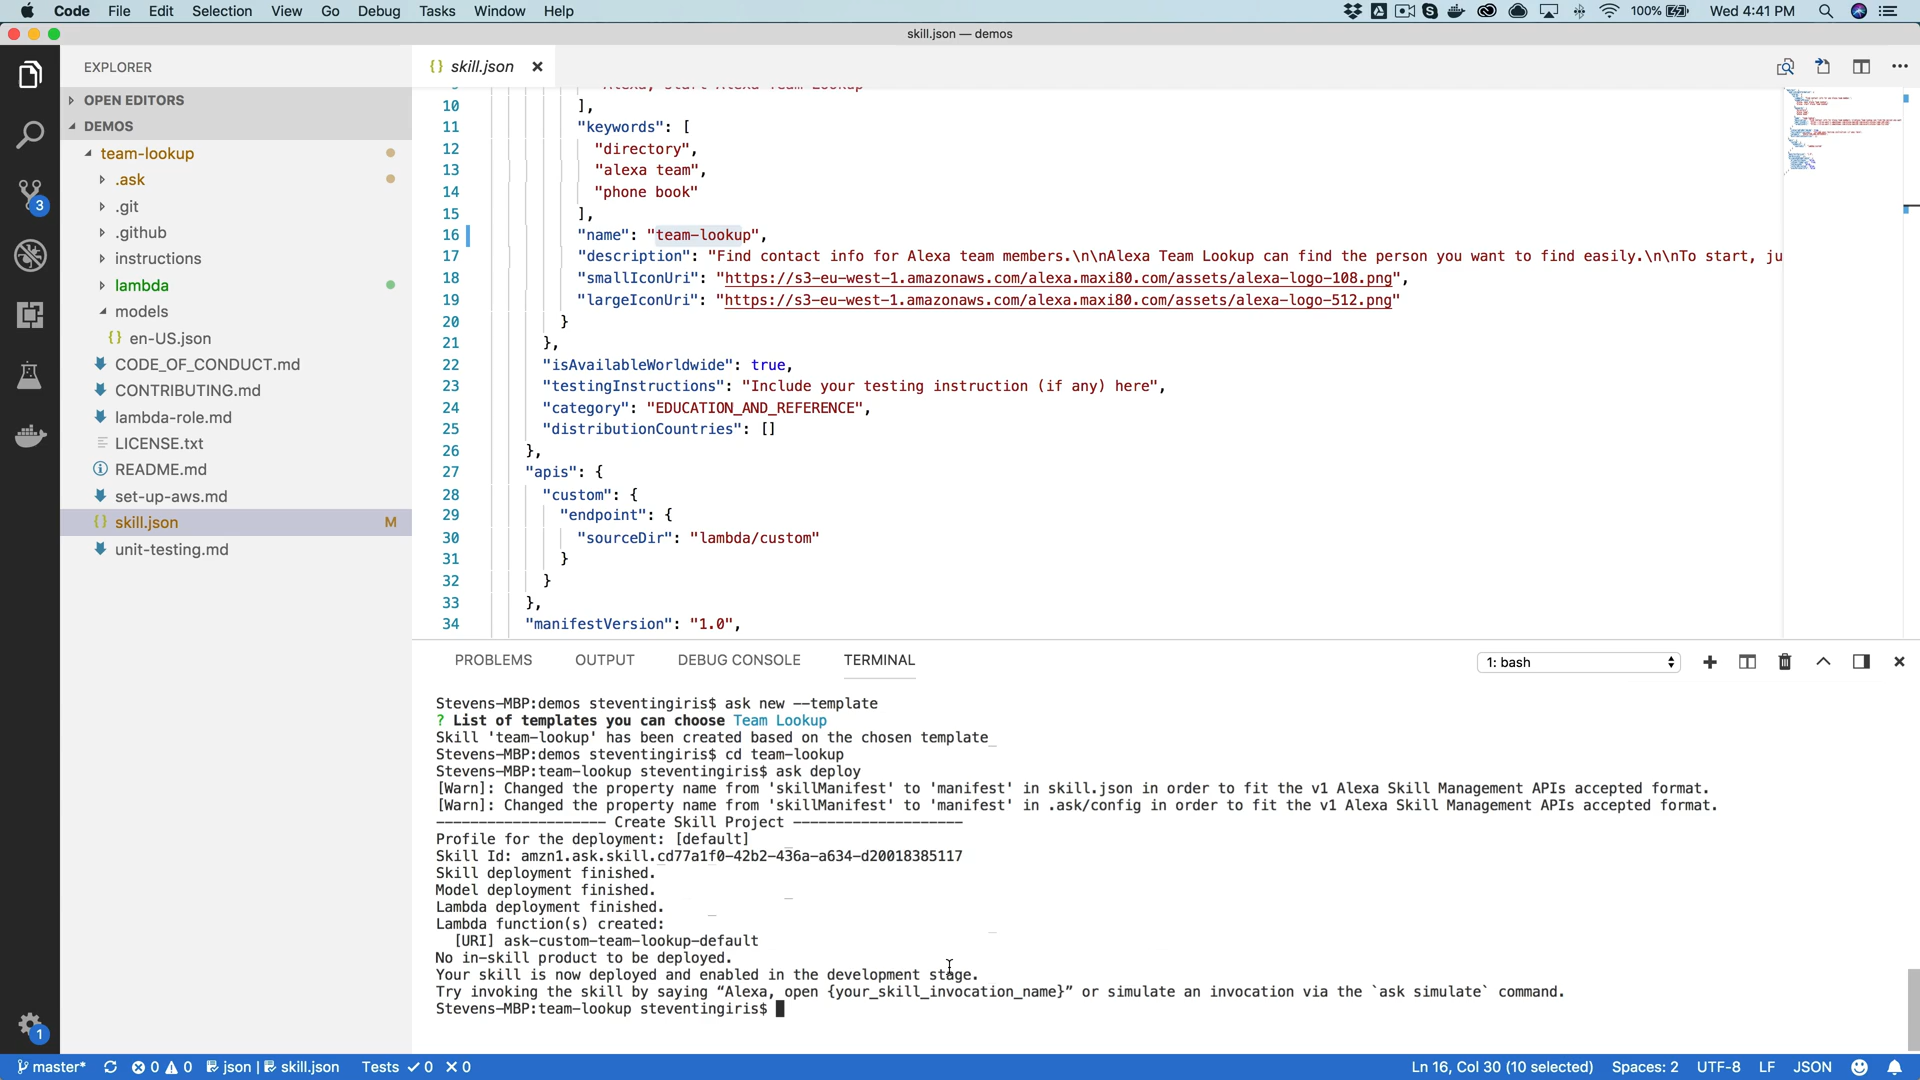 Code File Edit Selection View Go Debug Tasks Window Help 100% Wed 4:41 PM
skill.json — demos
EXPLORER
{} skill.json
OPEN EDITORS
DEMOS
team-lookup
.ask
.git
.github
instructions
lambda
models
{} en-US.json
CODE_OF_CONDUCT.md
CONTRIBUTING.md
lambda-role.md
LICENSE.txt
README.md
set-up-aws.md
{} skill.json M
unit-testing.md
3
1
"Alexa, Start Alexa Team Lookup"
10 ],
11 "keywords": [
12 "directory",
13 "alexa team",
14 "phone book"
15 ],
16 "name": "team-lookup",
17 "description": "Find contact info for Alexa team members.\n\nAlexa Team Lookup can find the person you want to find easily.\n\nTo start, ju
18 "smallIconUri": "https://s3-eu-west-1.amazonaws.com/alexa.maxi80.com/assets/alexa-logo-108.png",
19 "largeIconUri": "https://s3-eu-west-1.amazonaws.com/alexa.maxi80.com/assets/alexa-logo-512.png"
20 }
21 },
22 "isAvailableWorldwide": true,
23 "testingInstructions": "Include your testing instruction (if any) here",
24 "category": "EDUCATION_AND_REFERENCE",
25 "distributionCountries": []
26 },
27 "apis": {
28 "custom": {
29 "endpoint": {
30 "sourceDir": "lambda/custom"
31 }
32 }
33 },
34 "manifestVersion": "1.0",
PROBLEMS OUTPUT DEBUG CONSOLE TERMINAL 1: bash
Stevens-MBP:demos steventingiris$ ask new --template
? List of templates you can choose Team Lookup
Skill 'team-lookup' has been created based on the chosen template
Stevens-MBP:demos steventingiris$ cd team-lookup
Stevens-MBP:team-lookup steventingiris$ ask deploy
[Warn]: Changed the property name from 'skillManifest' to 'manifest' in skill.json in order to fit the v1 Alexa Skill Management APIs accepted format.
[Warn]: Changed the property name from 'skillManifest' to 'manifest' in .ask/config in order to fit the v1 Alexa Skill Management APIs accepted format.
-------------------- Create Skill Project --------------------
Profile for the deployment: [default]
Skill Id: amzn1.ask.skill.cd77a1f0-42b2-436a-a634-d20018385117
Skill deployment finished.
Model deployment finished.
Lambda deployment finished.
Lambda function(s) created:
[URI] ask-custom-team-lookup-default
No in-skill product to be deployed.
Your skill is now deployed and enabled in the development stage.
Try invoking the skill by saying “Alexa, open {your_skill_invocation_name}” or simulate an invocation via the `ask simulate` command.
Stevens-MBP:team-lookup steventingiris$
master* 0 0 json | skill.json Tests ✓ 0 ✕ 0 Ln 16, Col 30 (10 selected) Spaces: 2 UTF-8 LF JSON